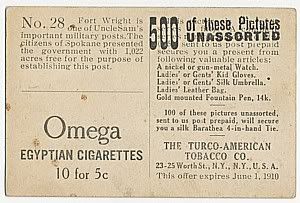 No. 28. Fort Wright is
one of Uncle Sam's
important military posts. The
citizens of Spokane presented
the government with 1,022
acres free for the purpose of
establishing this post.
Omega
EGYPTIAN CIGARETTES
10 for 5c
500 of these Pictures
UNASSORTED
sent to us post prepaid
secures you a present from
among the following valuable articles:
A nickel or gun-metal Watch.
Ladies' or Gents' Kid Gloves.
Ladies' or Gents' Silk Umbrella.
Ladies' Leather Bag.
Gold mounted Fountain Pen, 14k.
100 of these pictures unassorted,
sent to us post prepaid, will secure
you a silk Barathea 4-in-hand Tie.
THE TURCO-AMERICAN
TOBACCO CO.,
23-25 Worth St., N.Y., N.Y., U. S. A.
This offer expires June 1, 1910